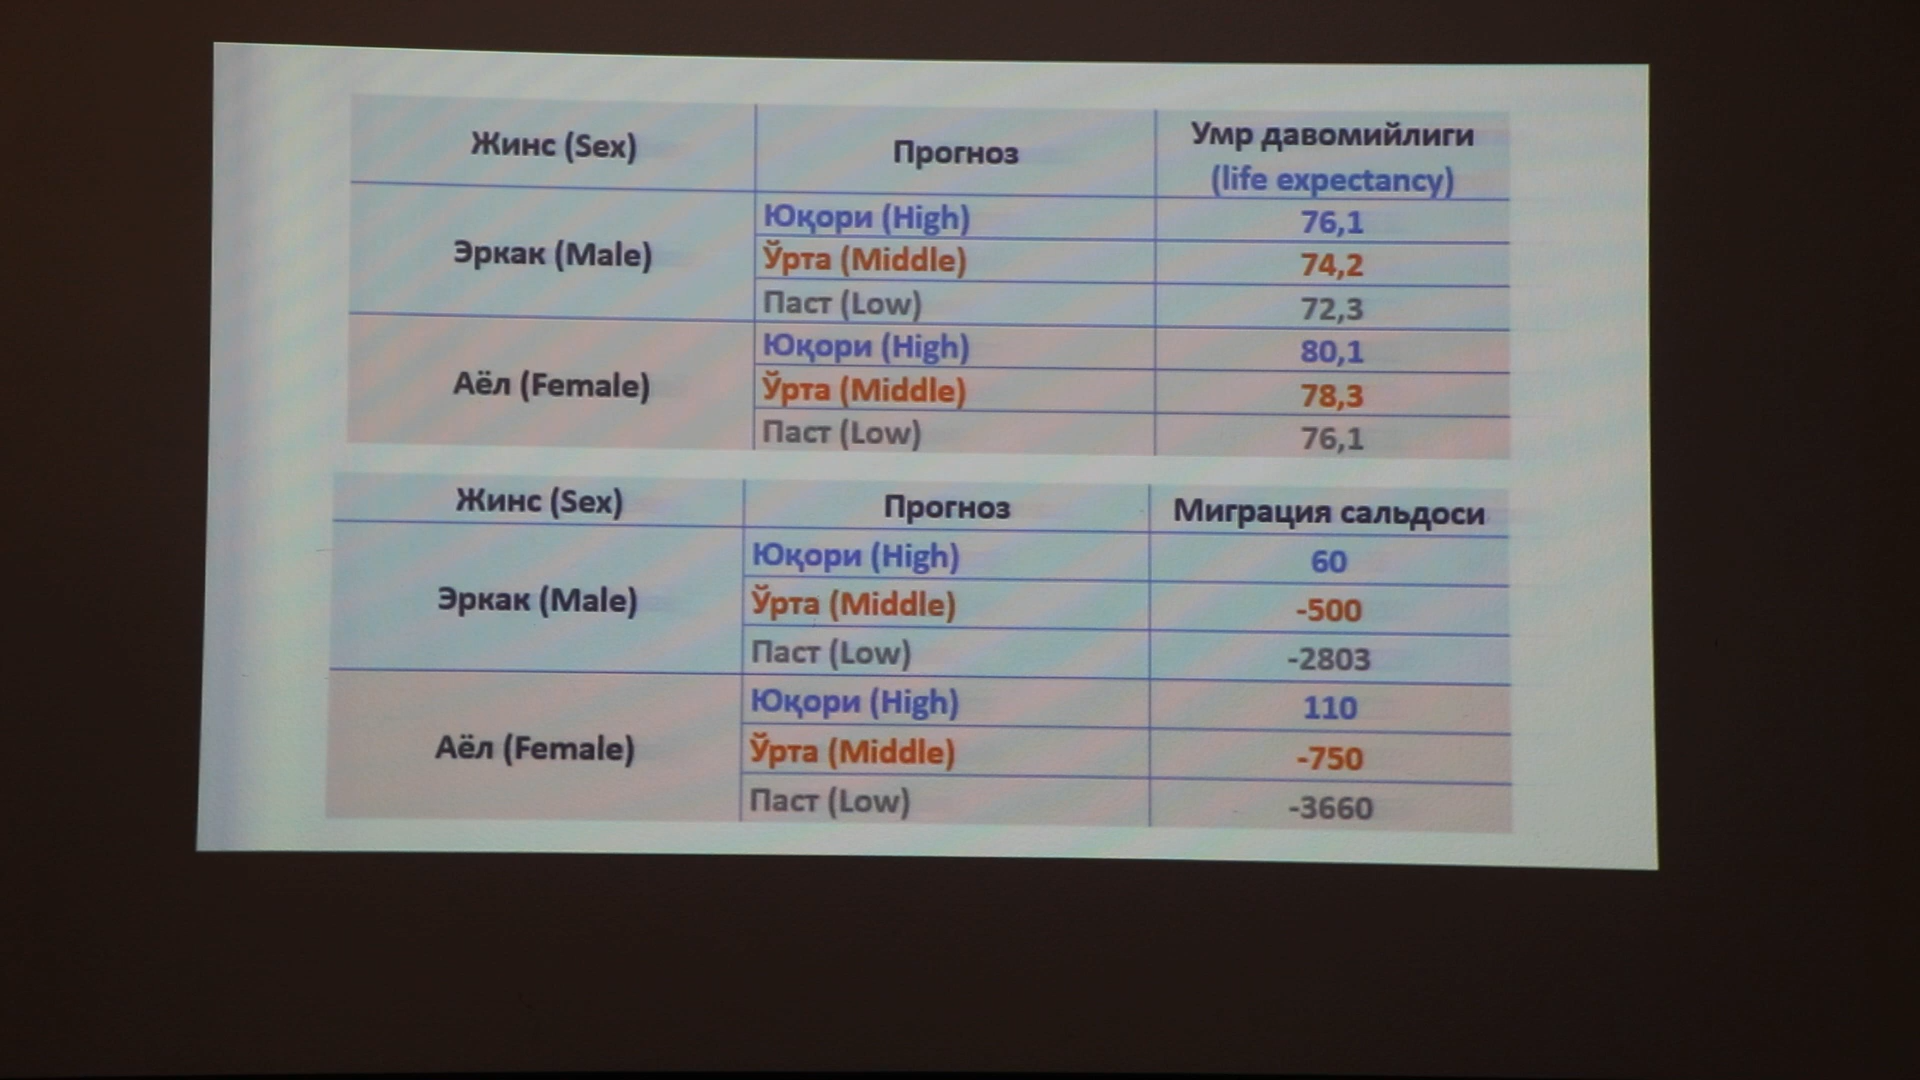 Жинс (Sex) Прогноз Умр давомийлиги
(life expectancy)
Эркак (Male) Юқори (High) 76,1
Ўрта (Middle) 74,2
Паст (Low) 72,3
Аёл (Female) Юқори (High) 80,1
Ўрта (Middle) 78,3
Паст (Low) 76,1
Жинс (Sex) Прогноз Миграция сальдоси
Эркак (Male) Юқори (High) 60
Ўрта (Middle) -500
Паст (Low) -2803
Аёл (Female) Юқори (High) 110
Ўрта (Middle) -750
Паст (Low) -3660